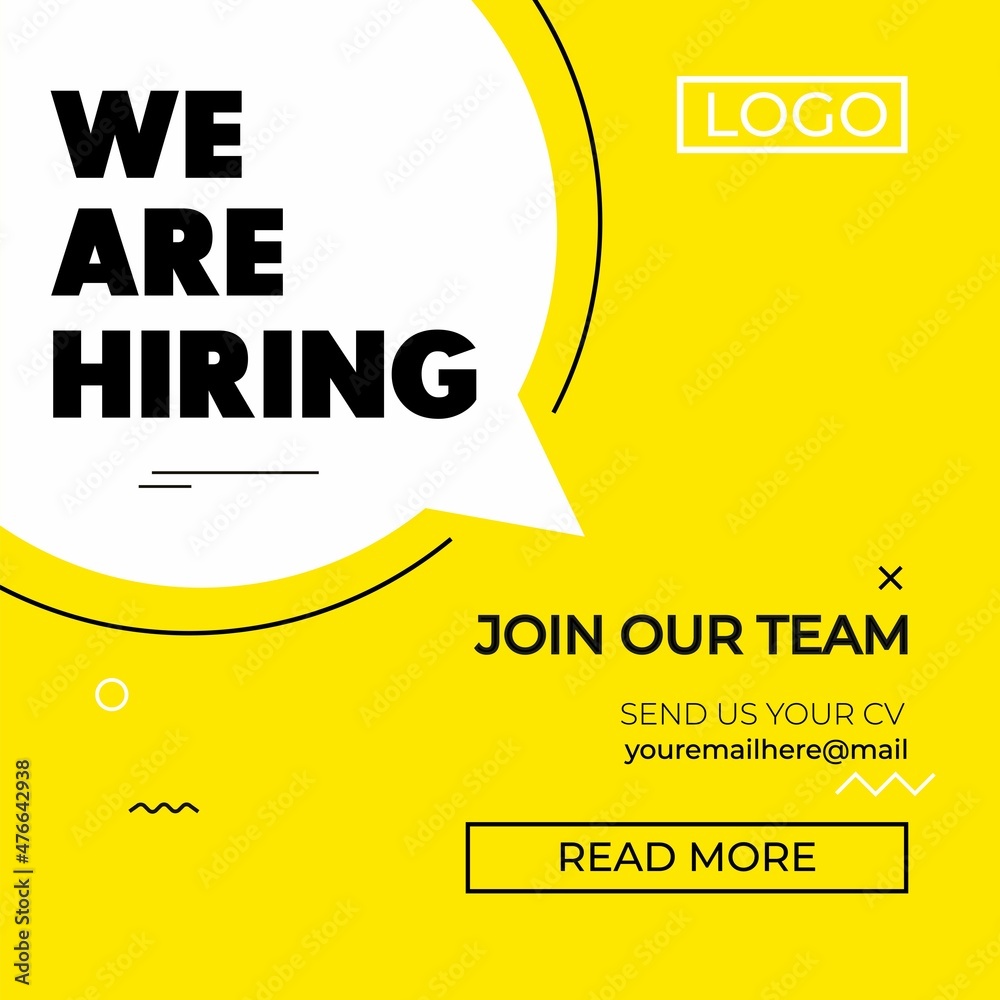 WE
ARE
HIRING
LOGO
JOIN OUR TEAM
SEND US YOUR CV
youremailhere@mail
READ MORE
Adobe Stock | #476642938